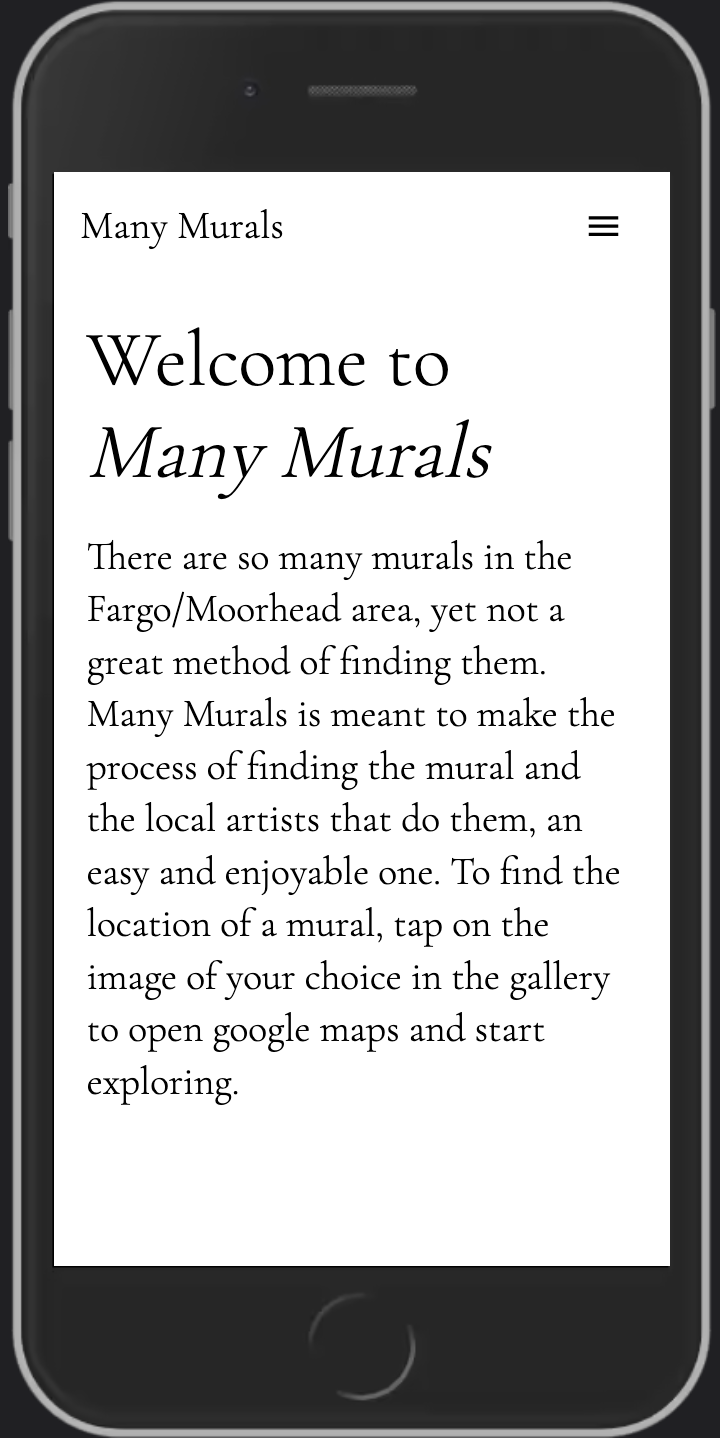 Many Murals
Welcome to
Many Murals
There are so many murals in the
Fargo/Moorhead area, yet not a
great method of finding them.
Many Murals is meant to make the
process of finding the mural and
the local artists that do them, an
easy and enjoyable one. To find the
location of a mural, tap on the
image of your choice in the gallery
to open google maps and start
exploring.